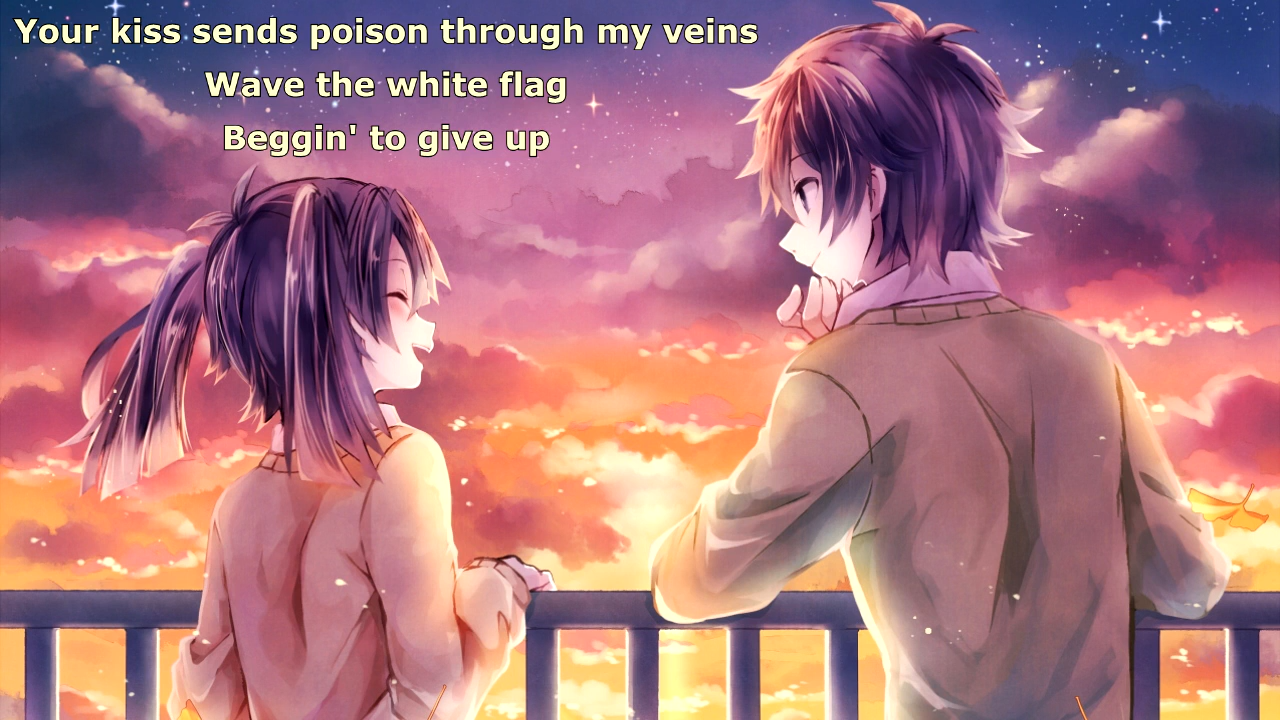 Your kiss sends poison through my veins
Wave the white flag
Beggin' to give up